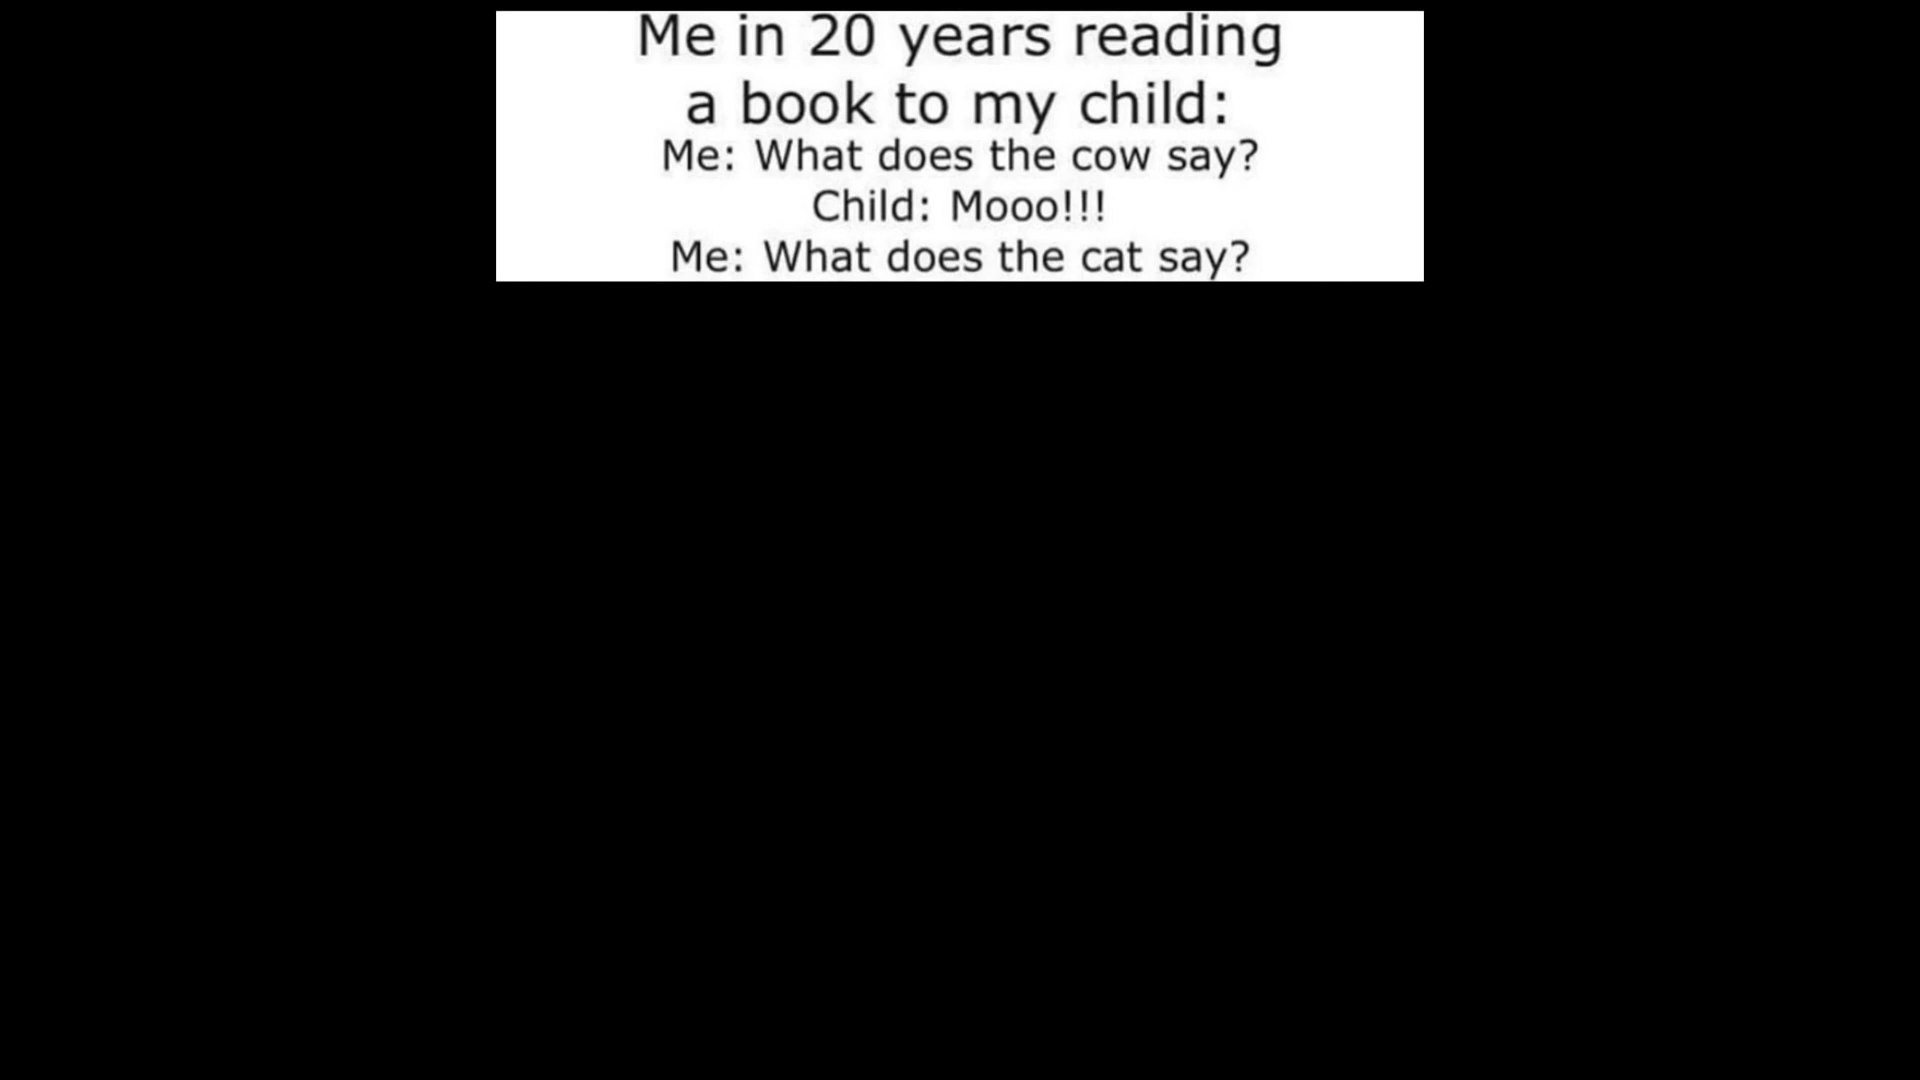 Me in 20 years reading
a book to my child:
Me: What does the cow say?
Child: Mooo!!!
Me: What does the cat say?